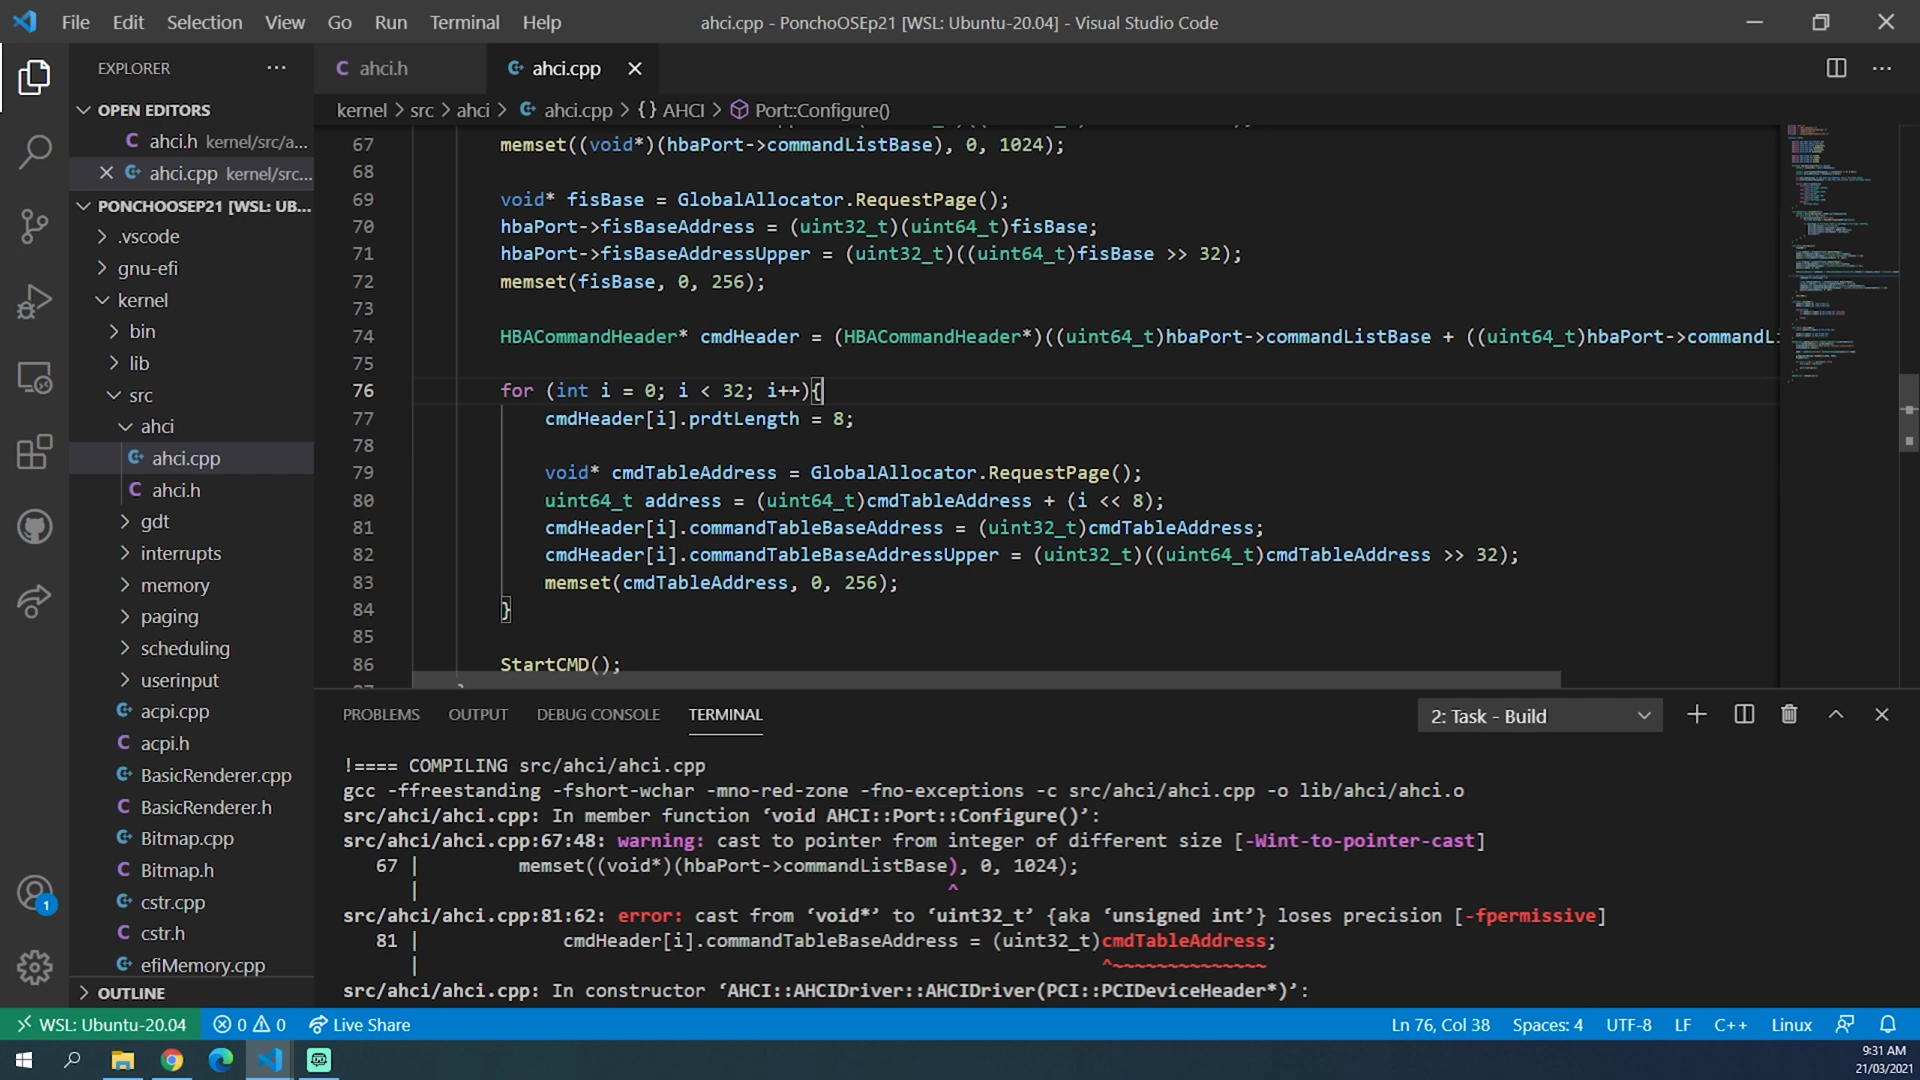 File Edit Selection View Go Run Terminal Help
ahci.cpp - PonchoOSEp21 [WSL: Ubuntu-20.04] - Visual Studio Code
EXPLORER
OPEN EDITORS
ahci.h kernel/src/a...
ahci.cpp kernel/src...
PONCHOOSEP21 [WSL: UB...
.vscode
gnu-efi
kernel
bin
lib
src
ahci
ahci.cpp
ahci.h
gdt
interrupts
memory
paging
scheduling
userinput
acpi.cpp
acpi.h
BasicRenderer.cpp
BasicRenderer.h
Bitmap.cpp
Bitmap.h
cstr.cpp
cstr.h
efiMemory.cpp
OUTLINE
ahci.h ahci.cpp
kernel > src > ahci > ahci.cpp > {} AHCI > Port::Configure()
67 memset((void*)(hbaPort->commandListBase), 0, 1024);
68
69 void* fisBase = GlobalAllocator.RequestPage();
70 hbaPort->fisBaseAddress = (uint32_t)(uint64_t)fisBase;
71 hbaPort->fisBaseAddressUpper = (uint32_t)((uint64_t)fisBase >> 32);
72 memset(fisBase, 0, 256);
73
74 HBACommandHeader* cmdHeader = (HBACommandHeader*)((uint64_t)hbaPort->commandListBase + ((uint64_t)hbaPort->commandL
75
76 for (int i = 0; i < 32; i++){
77 cmdHeader[i].prdtLength = 8;
78
79 void* cmdTableAddress = GlobalAllocator.RequestPage();
80 uint64_t address = (uint64_t)cmdTableAddress + (i << 8);
81 cmdHeader[i].commandTableBaseAddress = (uint32_t)cmdTableAddress;
82 cmdHeader[i].commandTableBaseAddressUpper = (uint32_t)((uint64_t)cmdTableAddress >> 32);
83 memset(cmdTableAddress, 0, 256);
84 }
85
86 StartCMD();
PROBLEMS OUTPUT DEBUG CONSOLE TERMINAL 2: Task - Build
!==== COMPILING src/ahci/ahci.cpp
gcc -ffreestanding -fshort-wchar -mno-red-zone -fno-exceptions -c src/ahci/ahci.cpp -o lib/ahci/ahci.o
src/ahci/ahci.cpp: In member function ‘void AHCI::Port::Configure()’:
src/ahci/ahci.cpp:67:48: warning: cast to pointer from integer of different size [-Wint-to-pointer-cast]
67 | memset((void*)(hbaPort->commandListBase), 0, 1024);
| ^
src/ahci/ahci.cpp:81:62: error: cast from ‘void*’ to ‘uint32_t’ {aka ‘unsigned int’} loses precision [-fpermissive]
81 | cmdHeader[i].commandTableBaseAddress = (uint32_t)cmdTableAddress;
| ^~~~~~~~~~~~~~~
src/ahci/ahci.cpp: In constructor ‘AHCI::AHCIDriver::AHCIDriver(PCI::PCIDeviceHeader*)’:
1
WSL: Ubuntu-20.04 0 0 Live Share Ln 76, Col 38 Spaces: 4 UTF-8 LF C++ Linux
9:31 AM
21/03/2021